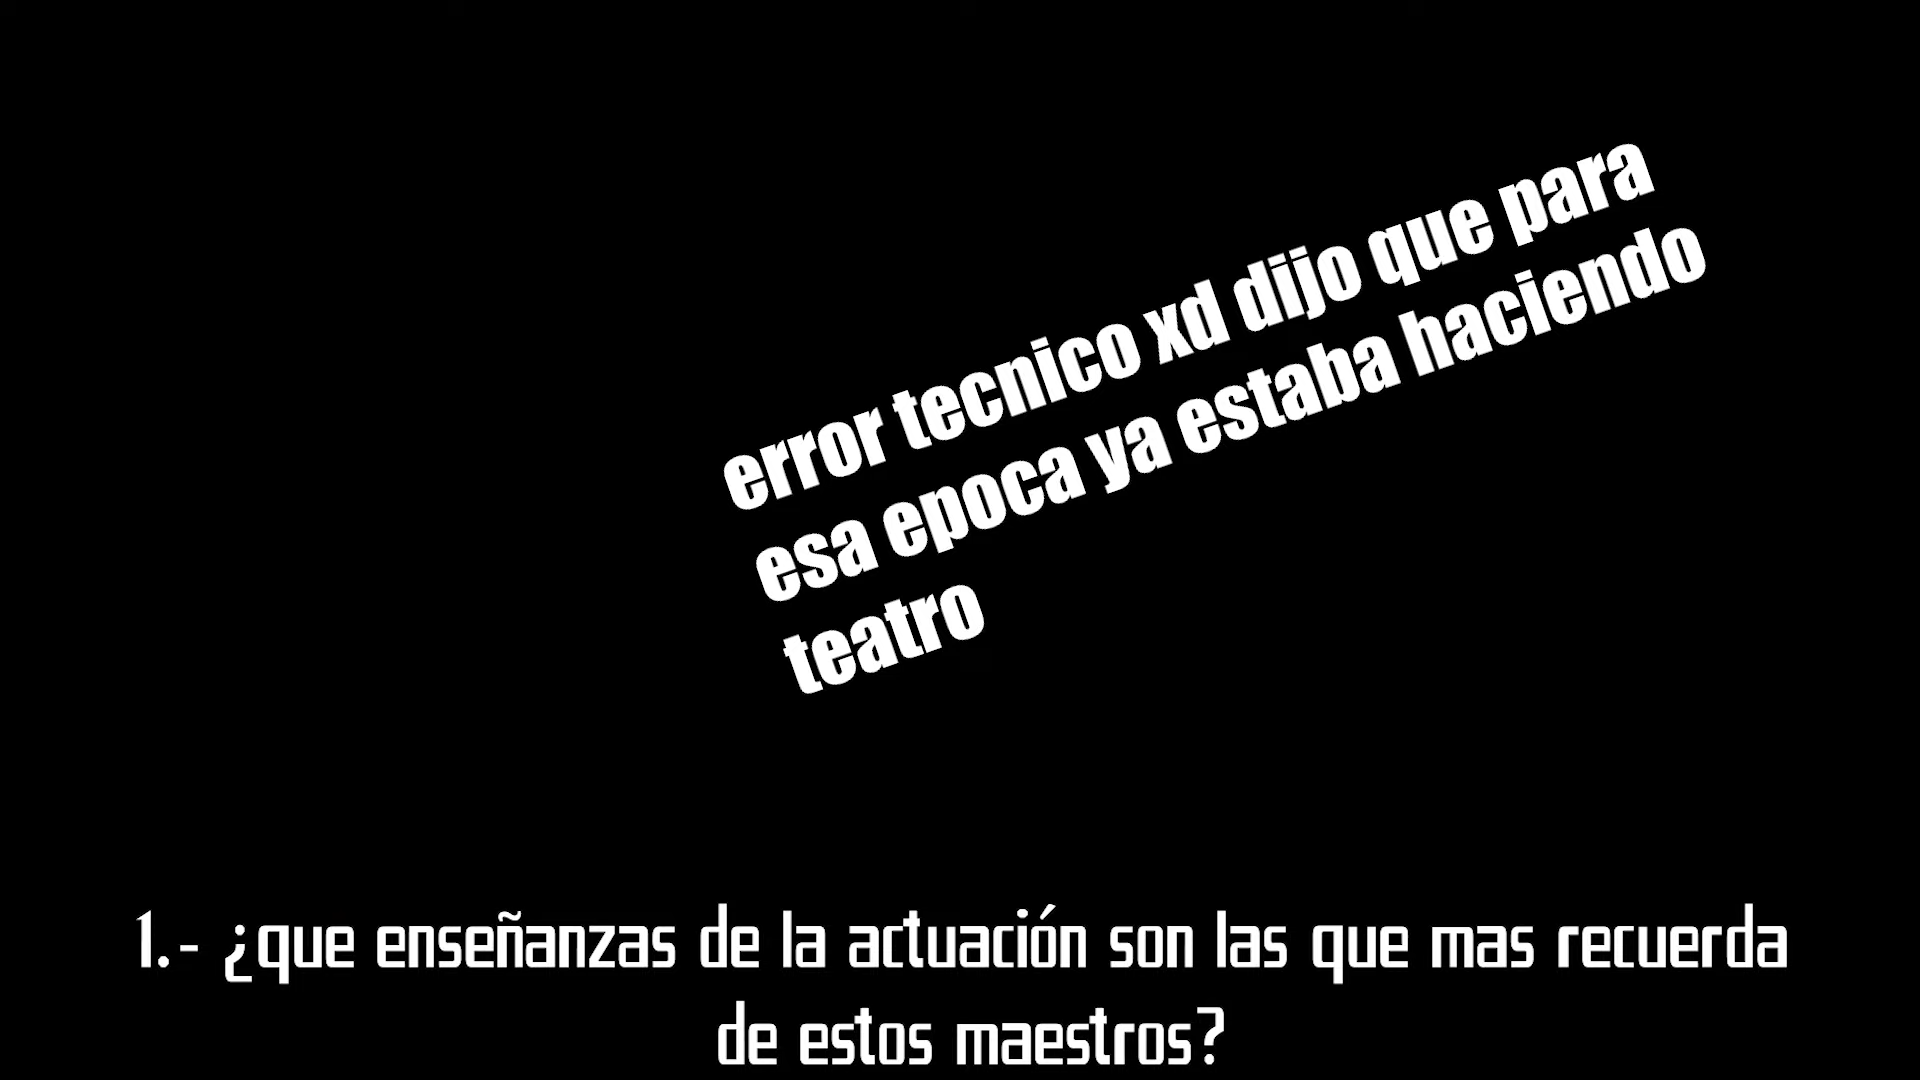 error tecnico xd dijo que para
esa epoca ya estaba haciendo
teatro
1.- ¿que enseñanzas de la actuación son las que mas recuerda
de estos maestros?